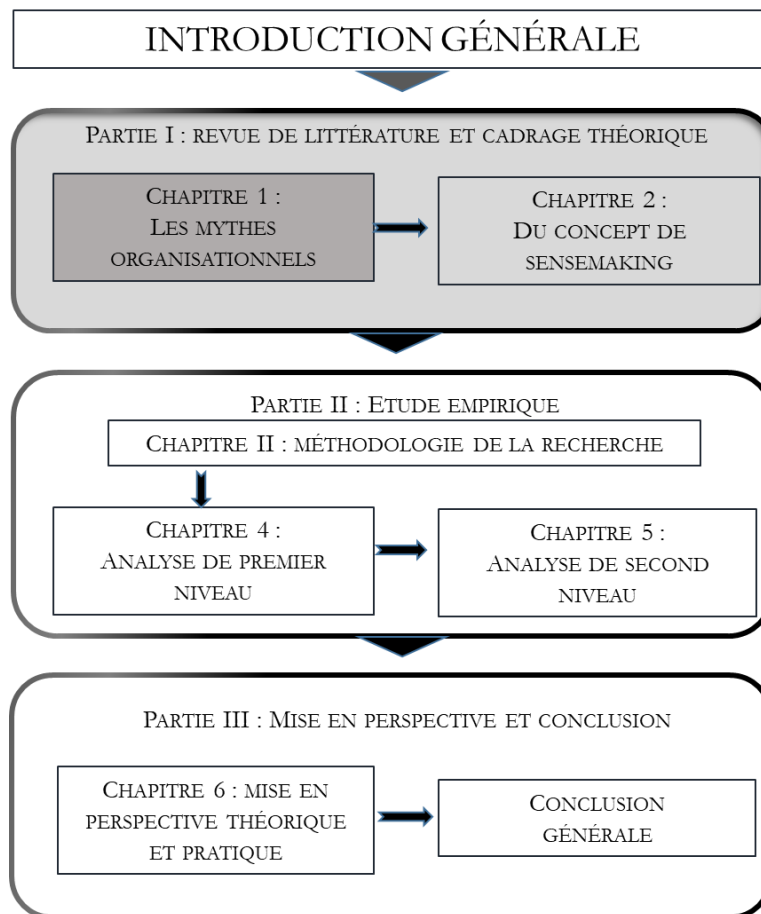 INTRODUCTION GÉNÉRALE
PARTIE I : REVUE DE LITTÉRATURE ET CADRAGE THÉORIQUE
CHAPITRE 1 :
LES MYTHES
ORGANISATIONNELS
CHAPITRE 2 :
DU CONCEPT DE
SENSEMAKING
PARTIE II : ETUDE EMPIRIQUE
CHAPITRE II : MÉTHODOLOGIE DE LA RECHERCHE
CHAPITRE 4 :
ANALYSE DE PREMIER
NIVEAU
CHAPITRE 5 :
ANALYSE DE SECOND
NIVEAU
PARTIE III : MISE EN PERSPECTIVE ET CONCLUSION
CHAPITRE 6 : MISE EN
PERSPECTIVE THÉORIQUE
ET PRATIQUE
CONCLUSION
GÉNÉRALE